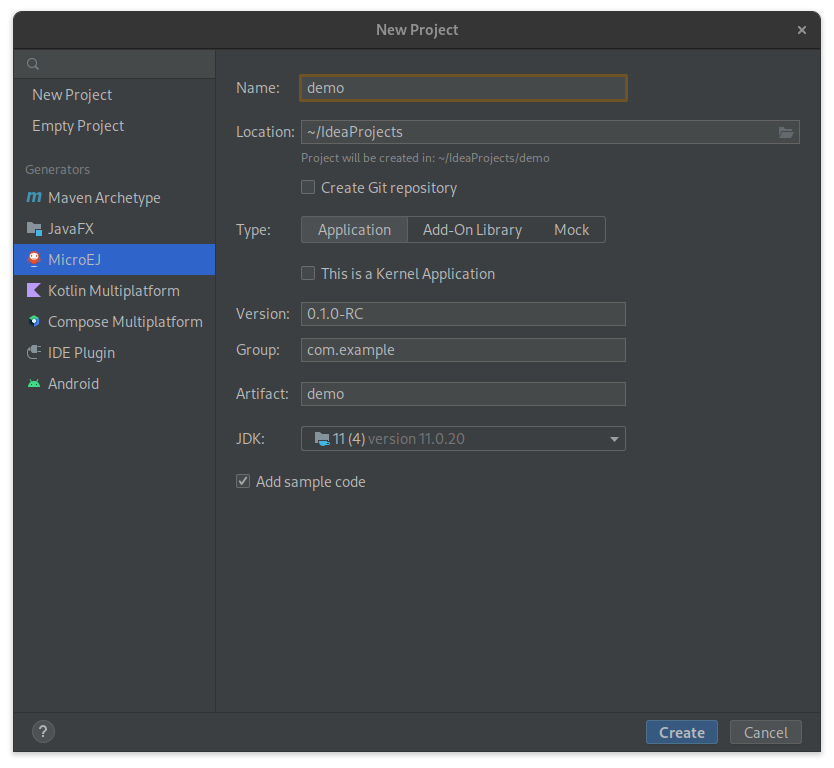 New Project
New Project
Empty Project
Generators
m Maven Archetype
JavaFX
MicroEJ
Kotlin Multiplatform
Compose Multiplatform
IDE Plugin
Android
Name: demo
Location: ~/IdeaProjects
Project will be created in: ~/IdeaProjects/demo
Create Git repository
Type: Application Add-On Library Mock
This is a Kernel Application
Version: 0.1.0-RC
Group: com.example
Artifact: demo
JDK: 11 (4) version 11.0.20
Add sample code
? Create Cancel